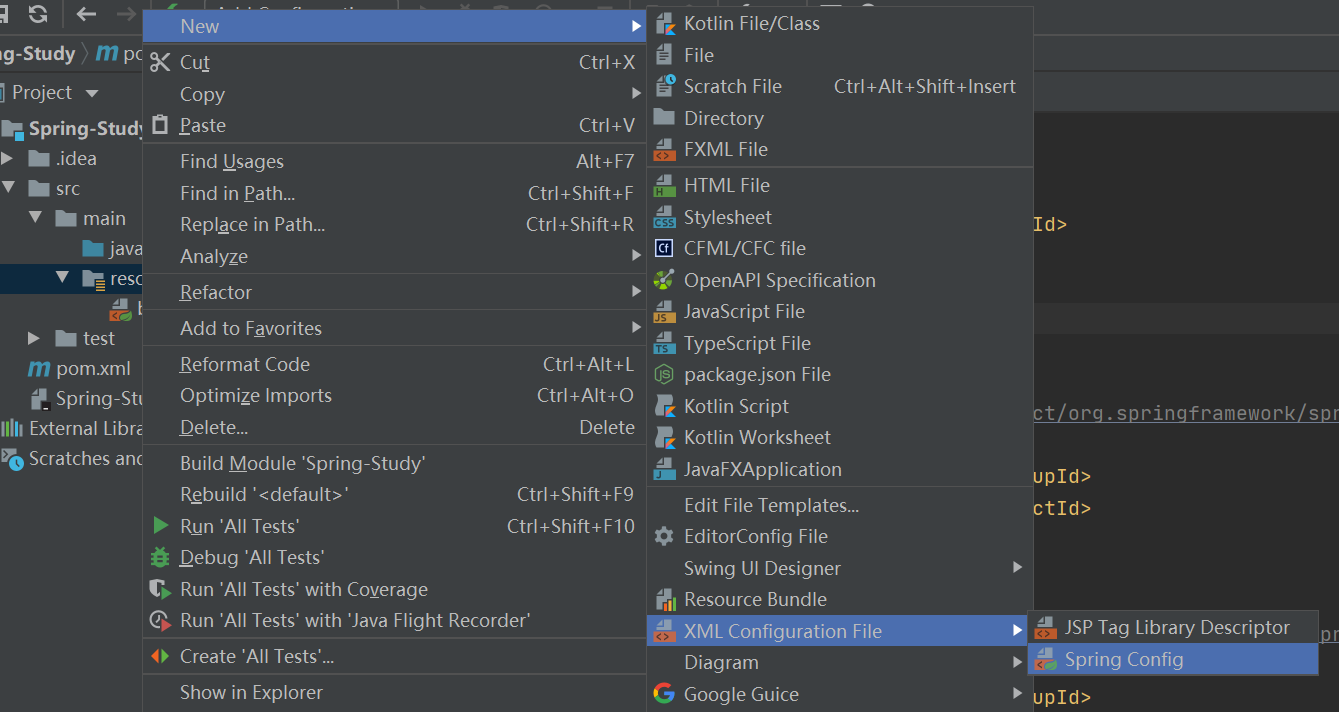 ng-Study
Project
Spring-Study
.idea
src
main
java
test
pom.xml
New
Cut Ctrl+X
Copy
Paste Ctrl+V
Find Usages Alt+F7
Find in Path... Ctrl+Shift+F
Replace in Path... Ctrl+Shift+R
Analyze
Refactor
Add to Favorites
Reformat Code Ctrl+Alt+L
Optimize Imports Ctrl+Alt+O
Delete... Delete
Build Module 'Spring-Study'
Rebuild '<default>' Ctrl+Shift+F9
Run 'All Tests' Ctrl+Shift+F10
Debug 'All Tests'
Run 'All Tests' with Coverage
Run 'All Tests' with 'Java Flight Recorder'
Create 'All Tests'...
Show in Explorer
Kotlin File/Class
File
Scratch File Ctrl+Alt+Shift+Insert
Directory
FXML File
HTML File
Stylesheet
CFML/CFC file
OpenAPI Specification
JavaScript File
TypeScript File
package.json File
Kotlin Script
Kotlin Worksheet
JavaFXApplication
Edit File Templates...
EditorConfig File
Swing UI Designer
Resource Bundle
XML Configuration File
Diagram
Google Guice
JSP Tag Library Descriptor
Spring Config
Id>
ct/org.springframework/spr
upId>
ctId>
upId>
External Libra
Scratches and